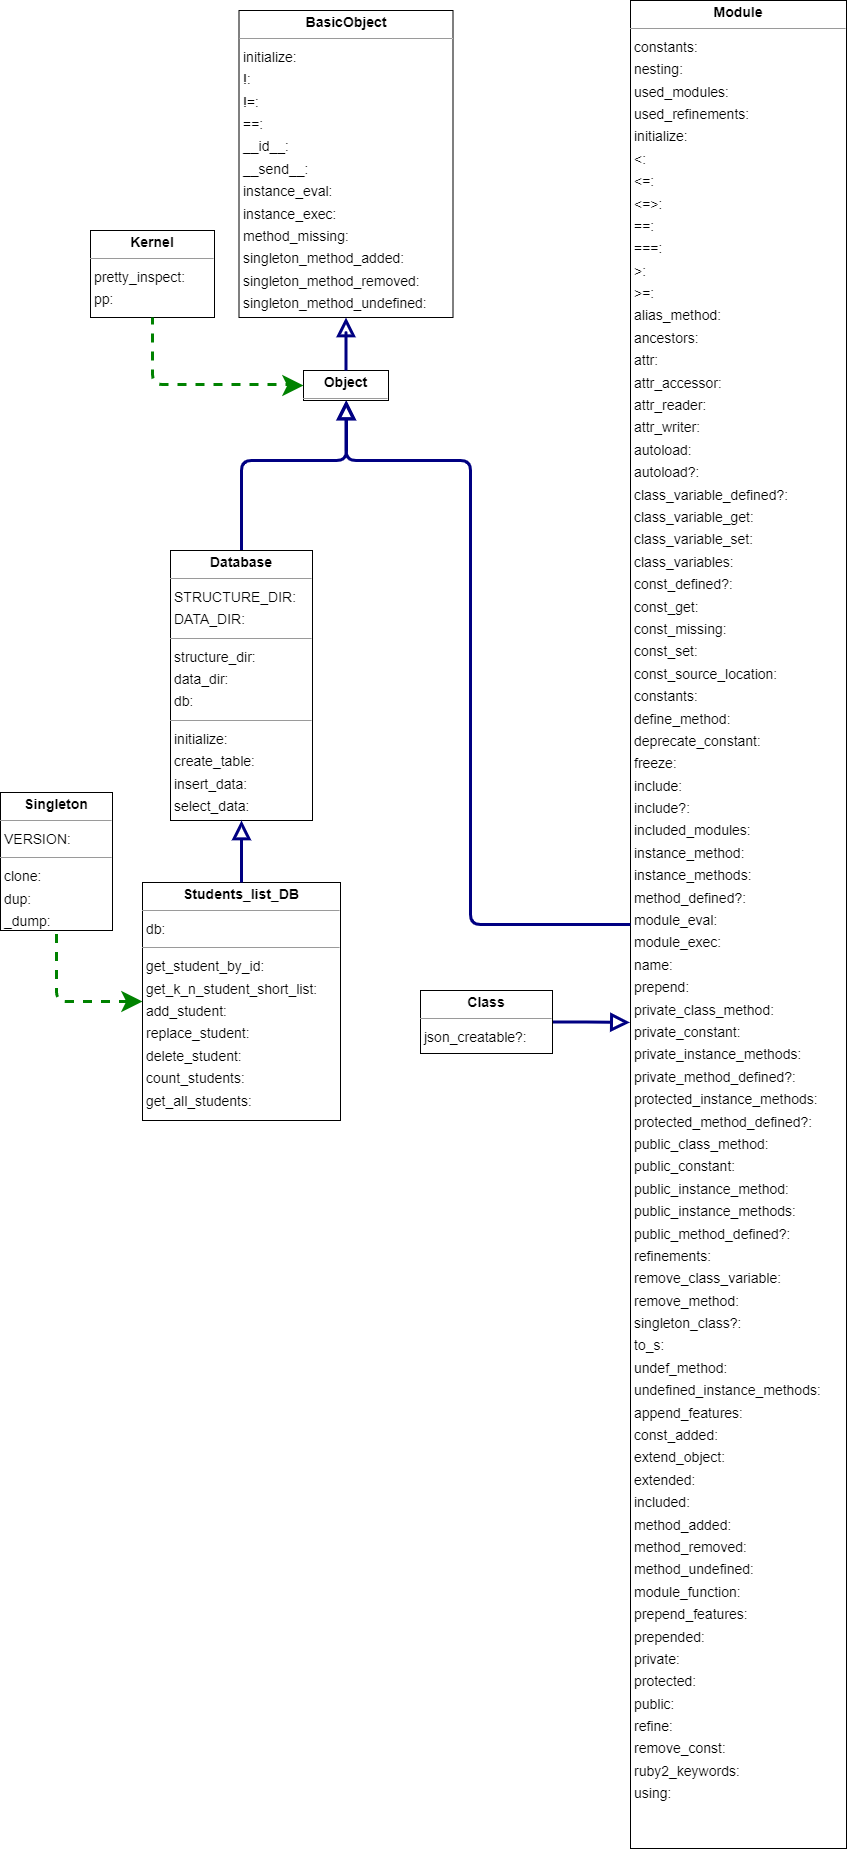 BasicObject
initialize:
!:
!=:
==:
__id__:
__send__:
instance_eval:
instance_exec:
method_missing:
singleton_method_added:
singleton_method_removed:
singleton_method_undefined:
Kernel
pretty_inspect:
pp:
Object
Database
STRUCTURE_DIR:
DATA_DIR:
structure_dir:
data_dir:
db:
initialize:
create_table:
insert_data:
select_data:
Singleton
VERSION:
clone:
dup:
_dump:
Students_list_DB
db:
get_student_by_id:
get_k_n_student_short_list:
add_student:
replace_student:
delete_student:
count_students:
get_all_students:
Class
json_creatable?:
Module
constants:
nesting:
used_modules:
used_refinements:
initialize:
<:
<=:
<=>:
==:
===:
>:
>=:
alias_method:
ancestors:
attr:
attr_accessor:
attr_reader:
attr_writer:
autoload:
autoload?:
class_variable_defined?:
class_variable_get:
class_variable_set:
class_variables:
const_defined?:
const_get:
const_missing:
const_set:
const_source_location:
constants:
define_method:
deprecate_constant:
freeze:
include:
include?:
included_modules:
instance_method:
instance_methods:
method_defined?:
module_eval:
module_exec:
name:
prepend:
private_class_method:
private_constant:
private_instance_methods:
private_method_defined?:
protected_instance_methods:
protected_method_defined?:
public_class_method:
public_constant:
public_instance_method:
public_instance_methods:
public_method_defined?:
refinements:
remove_class_variable:
remove_method:
singleton_class?:
to_s:
undef_method:
undefined_instance_methods:
append_features:
const_added:
extend_object:
extended:
included:
method_added:
method_removed:
method_undefined:
module_function:
prepend_features:
prepended:
private:
protected:
public:
refine:
remove_const:
ruby2_keywords:
using: